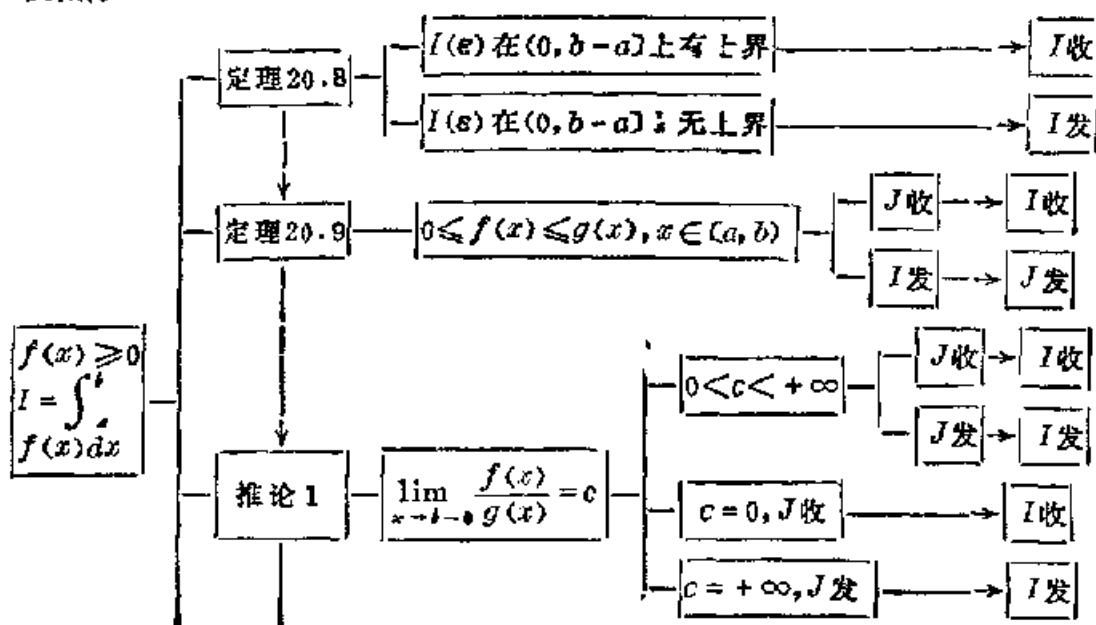 定理20.8
I(ε)在(0,b-a]上有上界
I收
I(ε)在(0,b-a]上无上界
I发
定理20.9
0≤f(x)≤g(x),x∈[a,b)
J收
I收
I发
J发
f(x)≥0
I=∫_a^b
f(x)dx
推论1
lim_{x→b-0} f(x)/g(x) =c
0<c<+∞
J收
I收
J发
I发
c=0,J收
I收
c=+∞,J发
I发